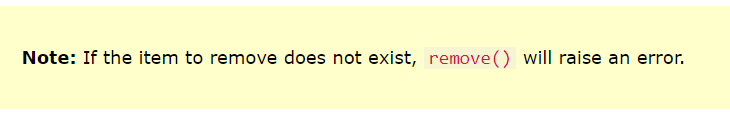 Note: If the item to remove does not exist, remove() will raise an error.